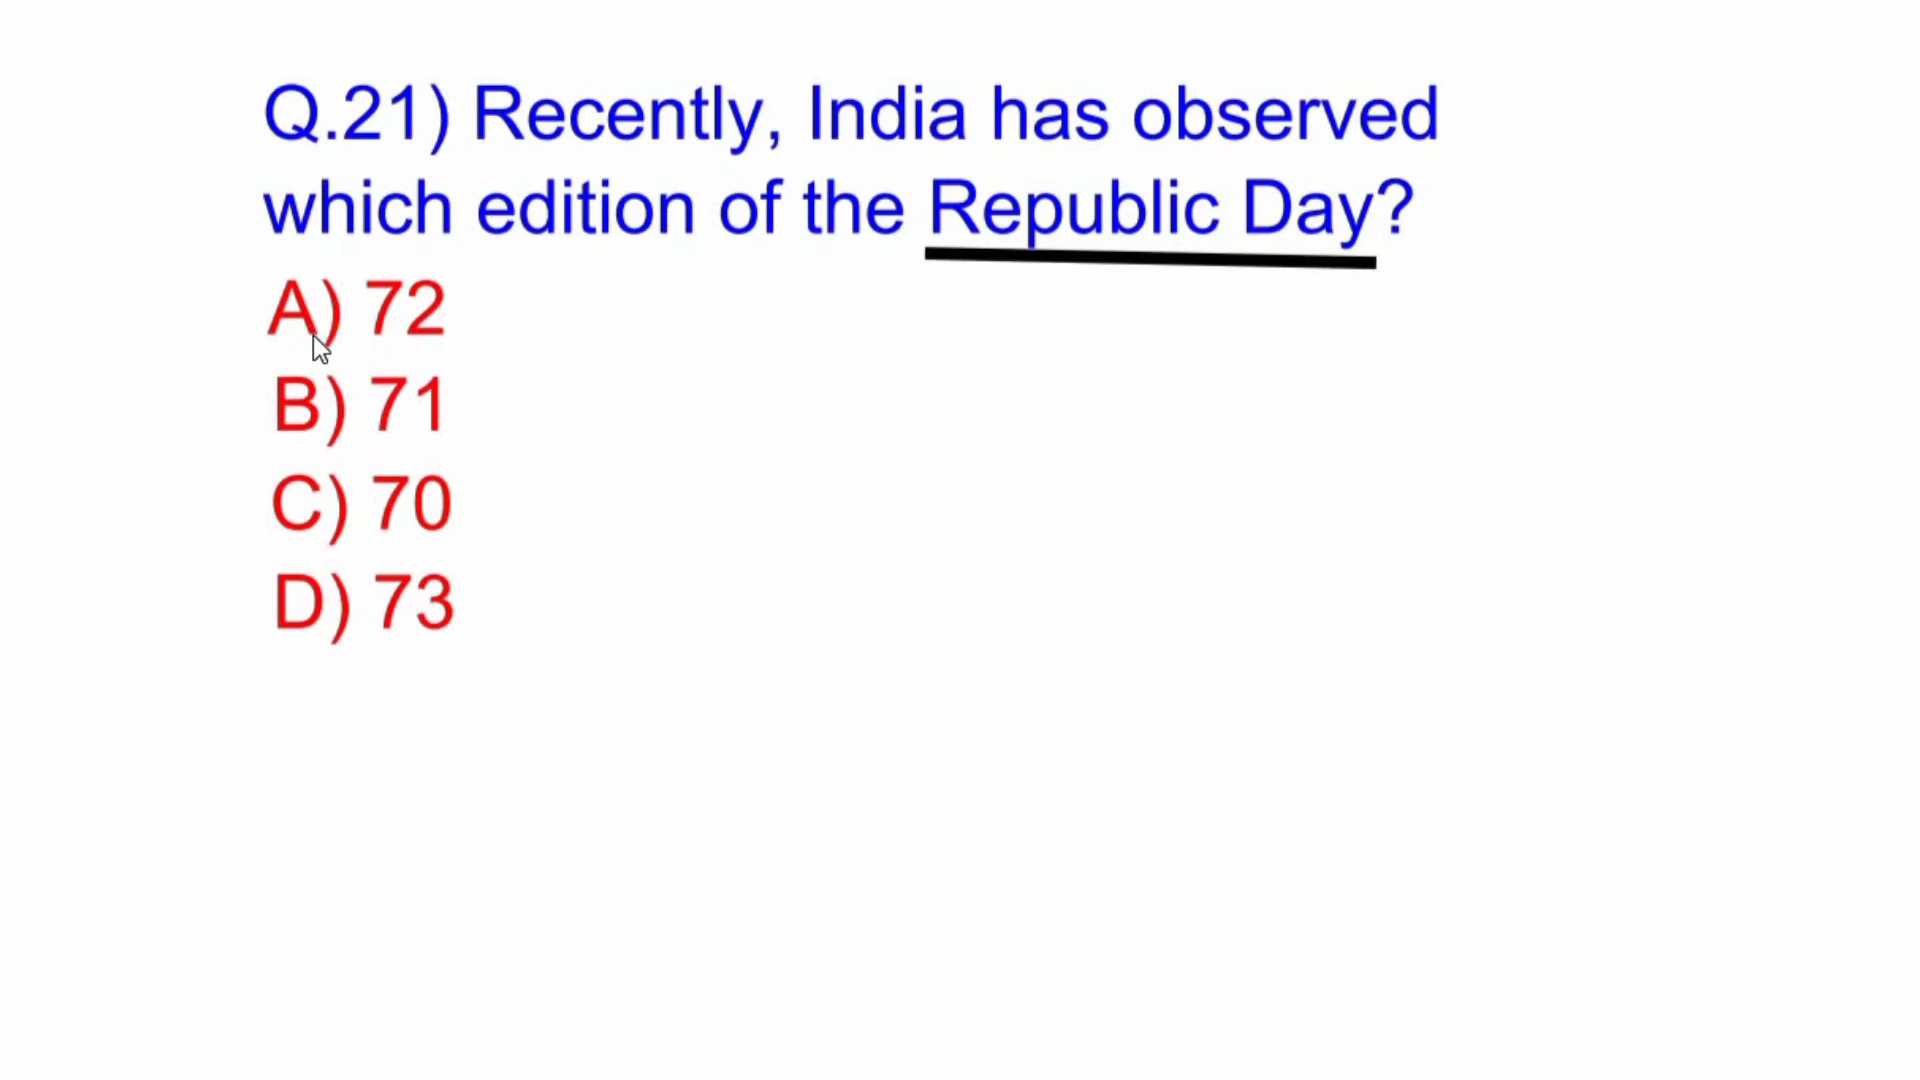 Q.21) Recently, India has observed
which edition of the Republic Day?
A) 72
B) 71
C) 70
D) 73